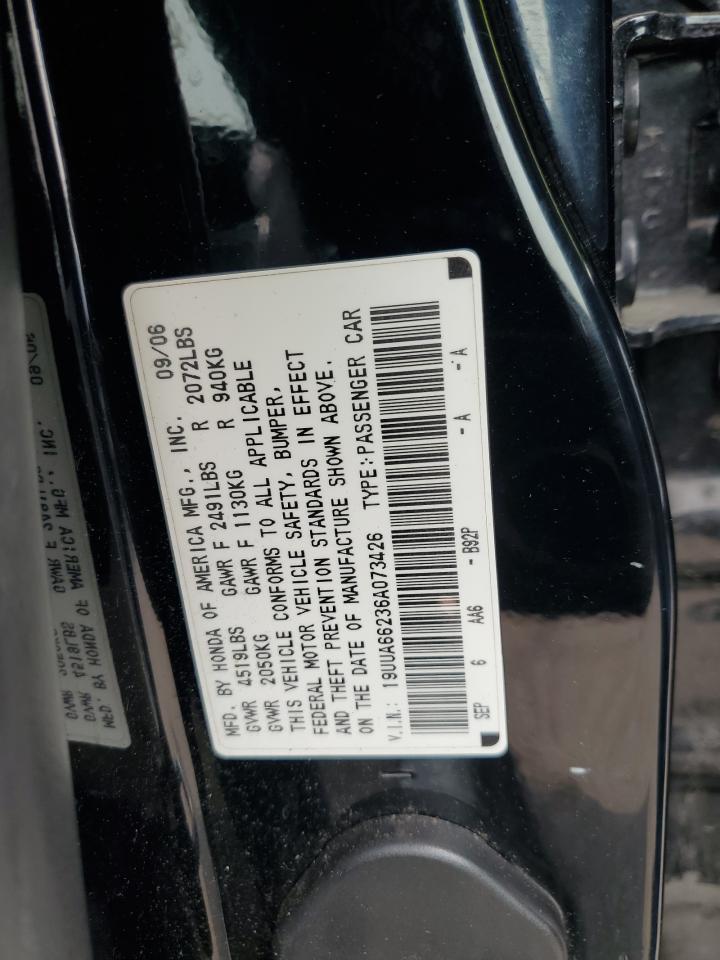 MFD. BY HONDA OF AMERICA MFG., INC. 09/06
GVWR 4519LBS GAWR F 2491LBS R 2072LBS
GVWR 2050KG GAWR F 1130KG R 940KG
THIS VEHICLE CONFORMS TO ALL APPLICABLE
FEDERAL MOTOR VEHICLE SAFETY, BUMPER,
AND THEFT PREVENTION STANDARDS IN EFFECT
ON THE DATE OF MANUFACTURE SHOWN ABOVE.
V.I.N.: 19UUA66236A073426 TYPE:PASSENGER CAR
SEP 6 AA6 - B92P - A - A